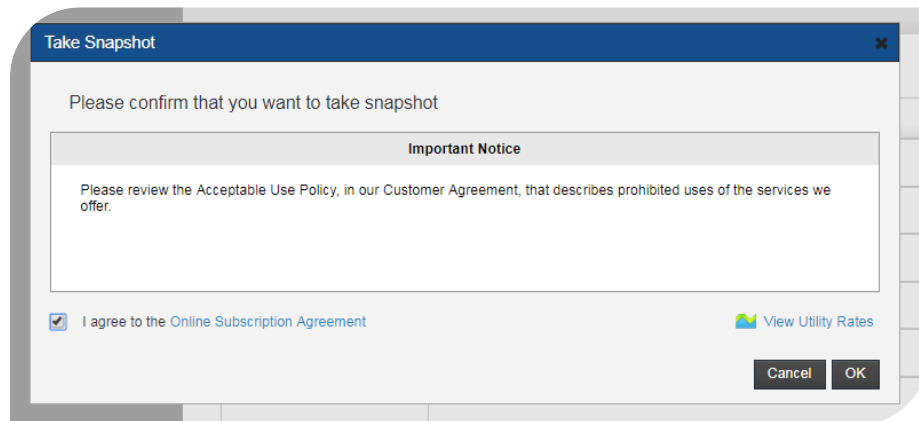 Take Snapshot
Please confirm that you want to take snapshot
Important Notice
Please review the Acceptable Use Policy, in our Customer Agreement, that describes prohibited uses of the services we
offer.
I agree to the Online Subscription Agreement
View Utility Rates
Cancel
OK